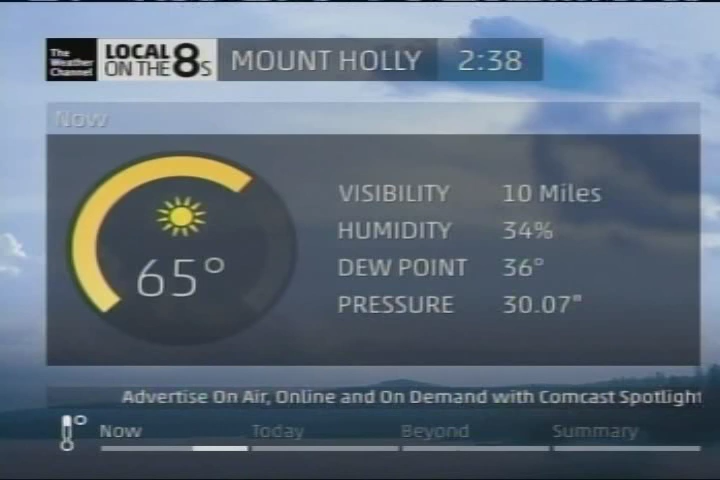 The
Weather
Channel
LOCAL
ON THE 8s
MOUNT HOLLY 2:38
Now
65°
VISIBILITY 10 Miles
HUMIDITY 34%
DEW POINT 36°
PRESSURE 30.07"
Advertise On Air, Online and On Demand with Comcast Spotlight
Now Today Beyond Summary